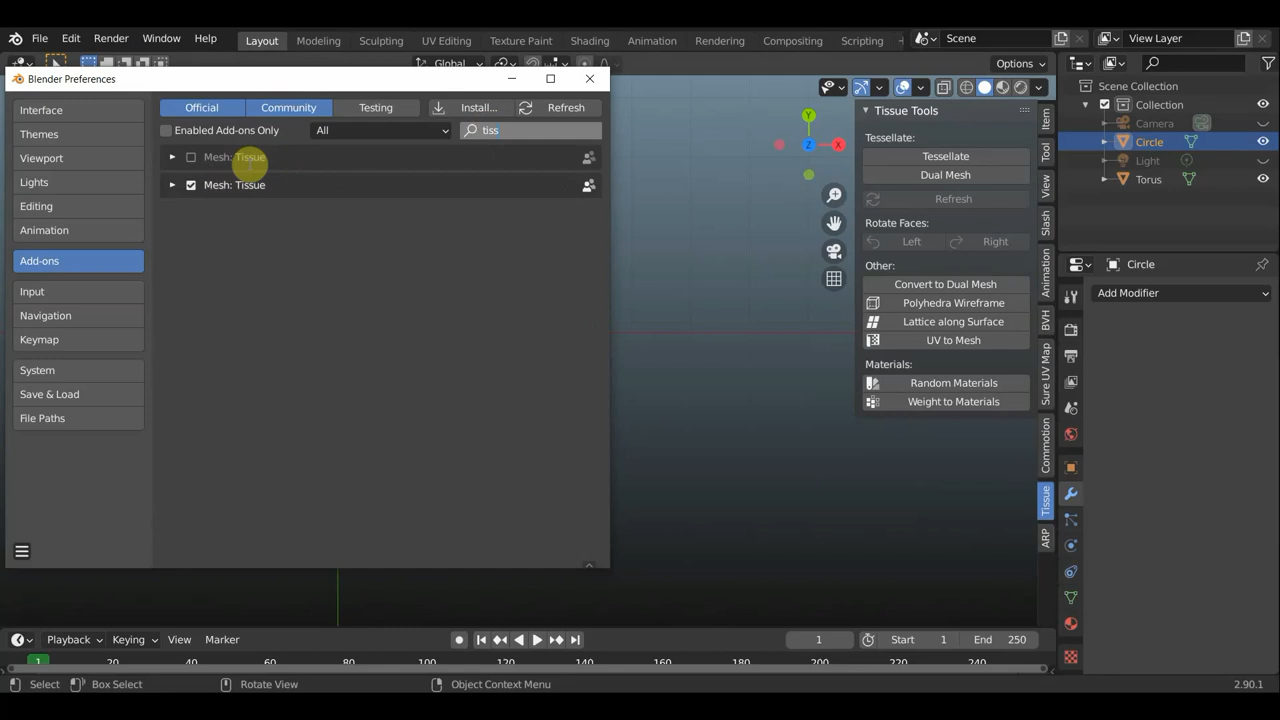 File Edit Render Window Help Layout Modeling Sculpting UV Editing Texture Paint Shading Animation Rendering Compositing Scripting Scene View Layer
Global Options
Blender Preferences
Interface
Themes
Viewport
Lights
Editing
Animation
Add-ons
Input
Navigation
Keymap
System
Save & Load
File Paths
Official Community Testing Install... Refresh
Enabled Add-ons Only All tiss
Mesh: Tissue
Mesh: Tissue
Y
Z
X
Tissue Tools
Tessellate:
Tessellate
Dual Mesh
Refresh
Rotate Faces:
Left Right
Other:
Convert to Dual Mesh
Polyhedra Wireframe
Lattice along Surface
UV to Mesh
Materials:
Random Materials
Weight to Materials
Item
Tool
View
Slash
Animation
BVH
Sure UV Map
Commotion
Tissue
ARP
Scene Collection
Collection
Camera
Circle
Light
Torus
Circle
Add Modifier
Playback Keying View Marker 1 Start 1 End 250
1 20 40 60 80 100 120 140 160 180 200 220 240
Select Box Select Rotate View Object Context Menu 2.90.1